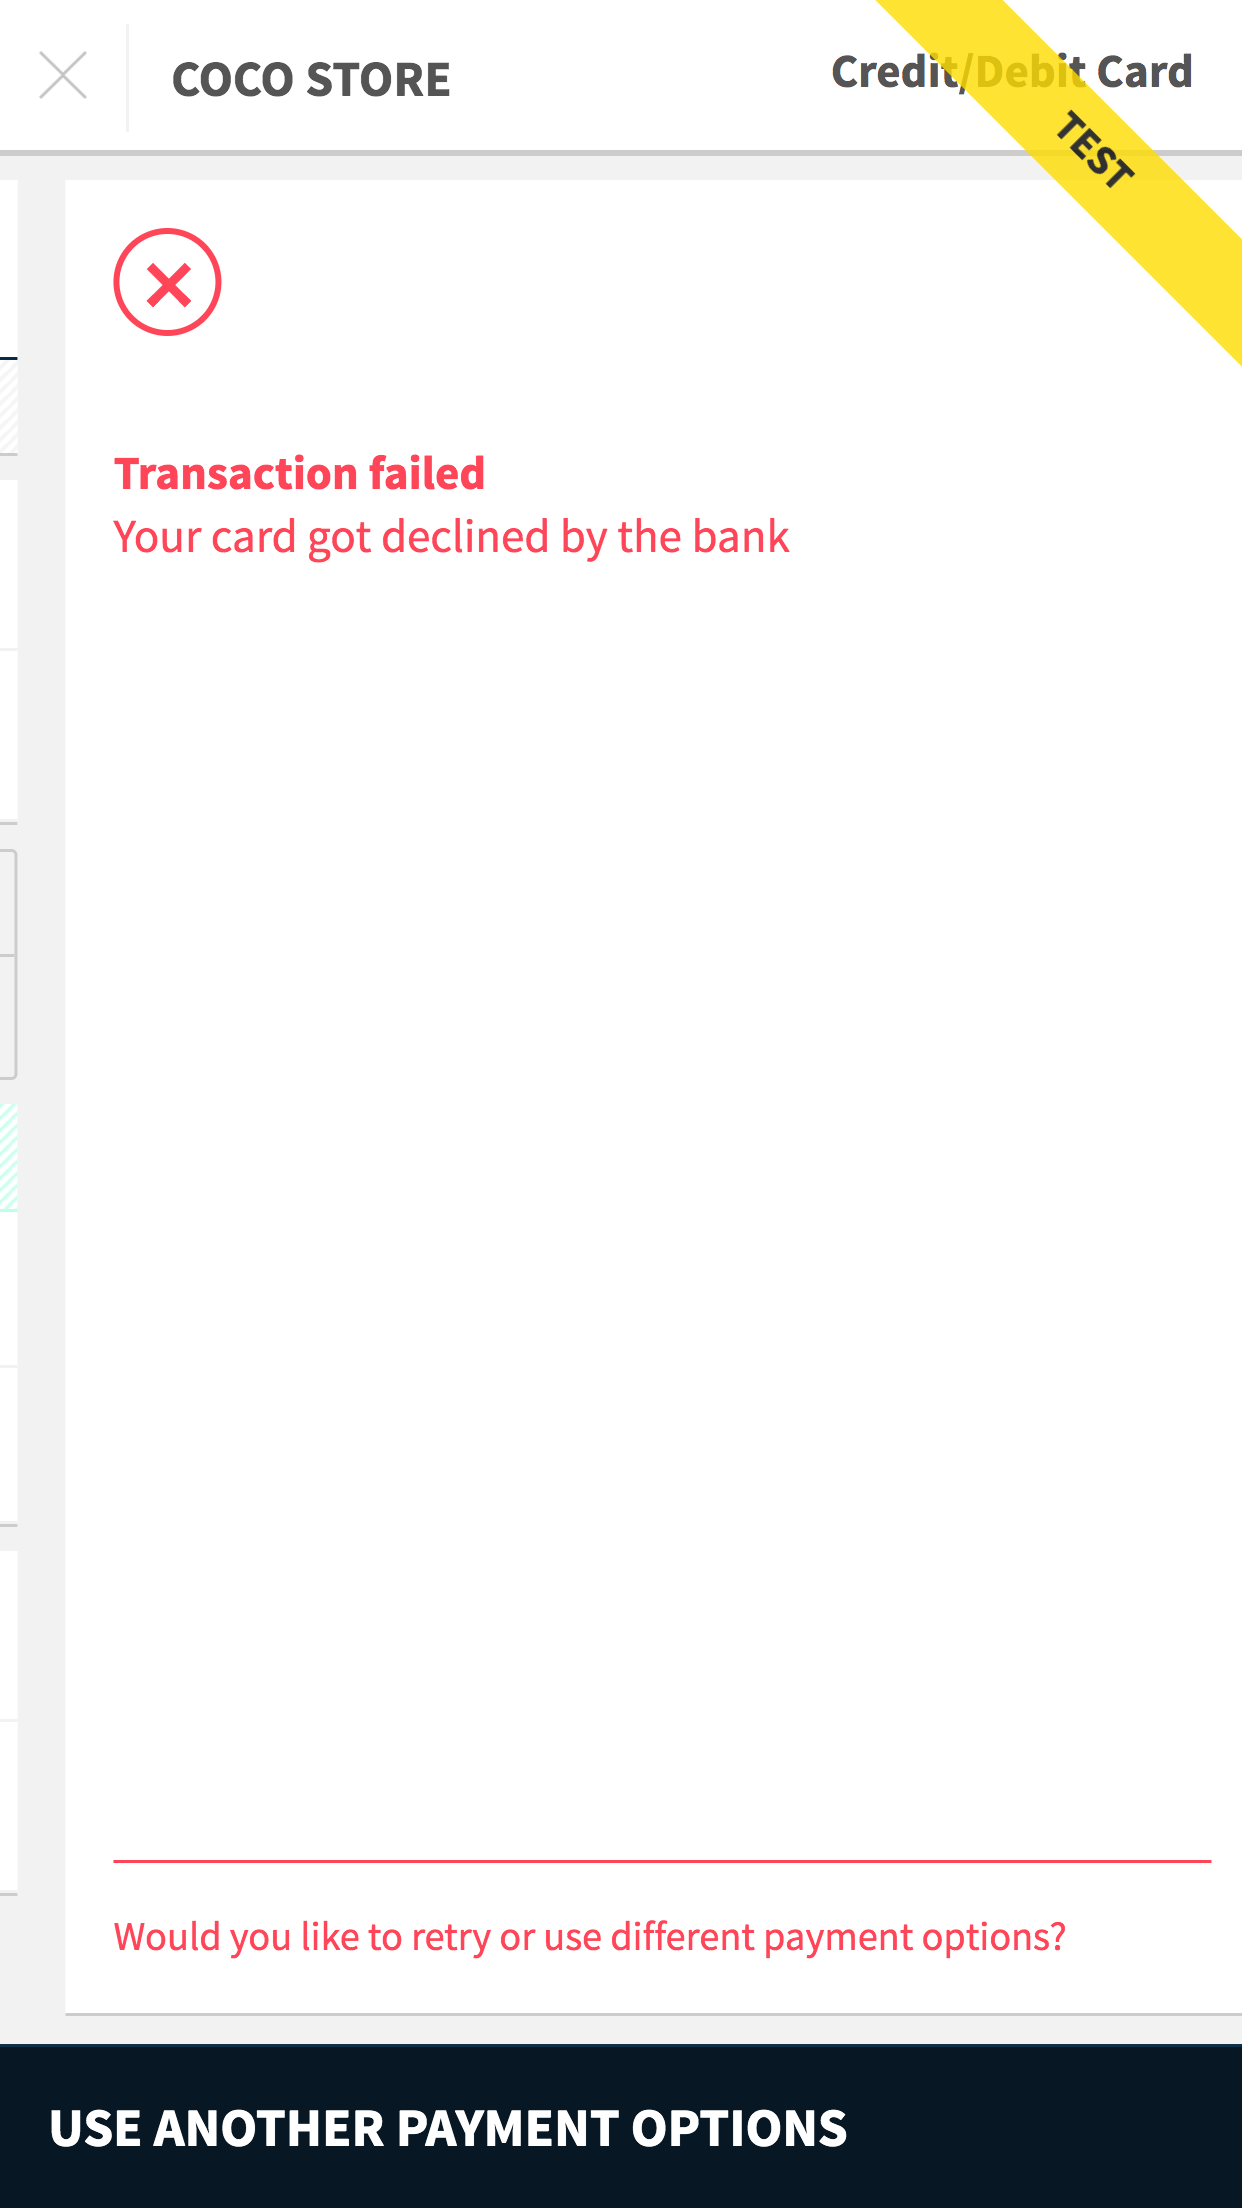 COCO STORE
Credit/Debit Card
TEST
Transaction failed
Your card got declined by the bank
Would you like to retry or use different payment options?
USE ANOTHER PAYMENT OPTIONS